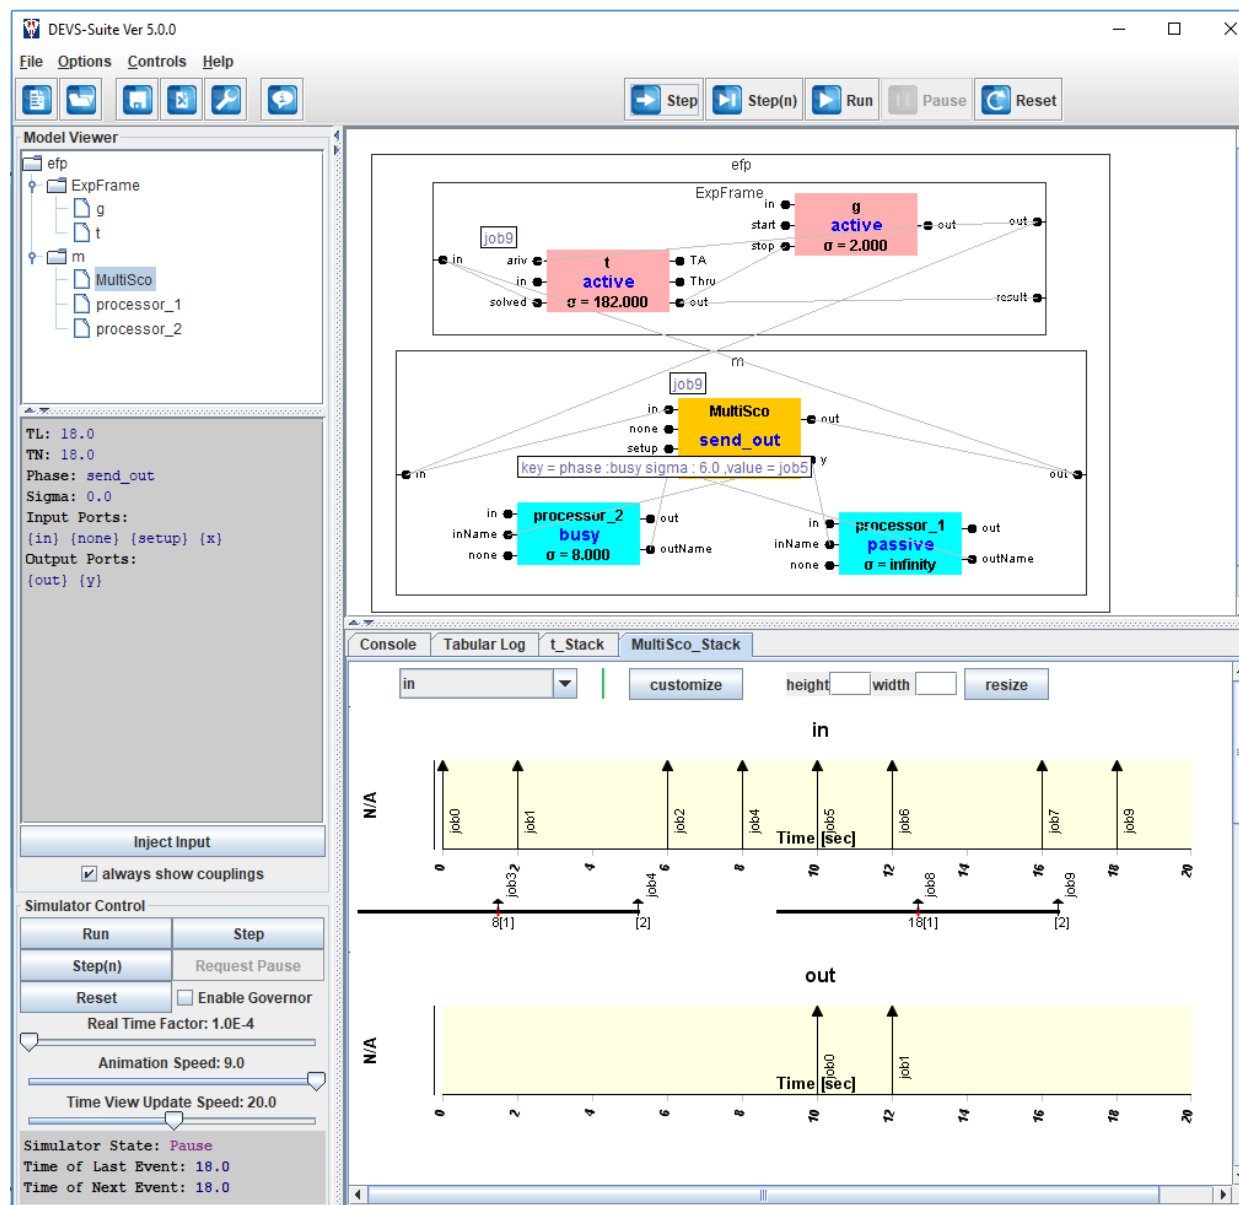 DEVS-Suite Ver 5.0.0
File Options Controls Help
Step Step(n) Run Pause Reset
Model Viewer
efp
ExpFrame
g
t
m
MultiSco
processor_1
processor_2
TL: 18.0
TN: 18.0
Phase: send_out
Sigma: 0.0
Input Ports:
{in} {none} {setup} {x}
Output Ports:
{out} {y}
Inject Input
always show couplings
Simulator Control
Run Step
Step(n) Request Pause
Reset Enable Governor
Real Time Factor: 1.0E-4
Animation Speed: 9.0
Time View Update Speed: 20.0
Simulator State: Pause
Time of Last Event: 18.0
Time of Next Event: 18.0
efp
ExpFrame
in
start
stop
g
active
σ = 2.000
out
out
job9
in
ariv
in
solved
t
active
σ = 182.000
TA
Thru
out
result
m
job9
in
none
setup
MultiSco
send_out
out
y
key = phase :busy sigma : 6.0 ,value = job5
in
out
in
inName
none
processor_2
busy
σ = 8.000
out
outName
in
inName
none
processor_1
passive
σ = infinity
out
outName
Console Tabular Log t_Stack MultiSco_Stack
in customize height width resize
in
N/A
job0 job1 job2 job4 job5 job6 job7 job9
Time [sec]
0 2 4 6 8 10 12 14 16 18 20
job3 job4 job8 job9
8[1] [2] 18[1] [2]
out
N/A
job0 job1
Time [sec]
0 2 4 6 8 10 12 14 16 18 20